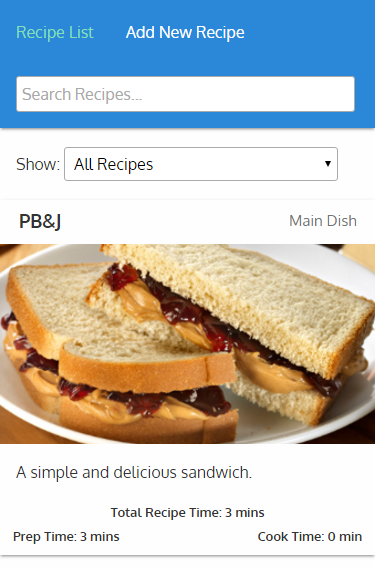 Recipe List Add New Recipe
Search Recipes...
Show: All Recipes
PB&J Main Dish
A simple and delicious sandwich.
Total Recipe Time: 3 mins
Prep Time: 3 mins Cook Time: 0 min